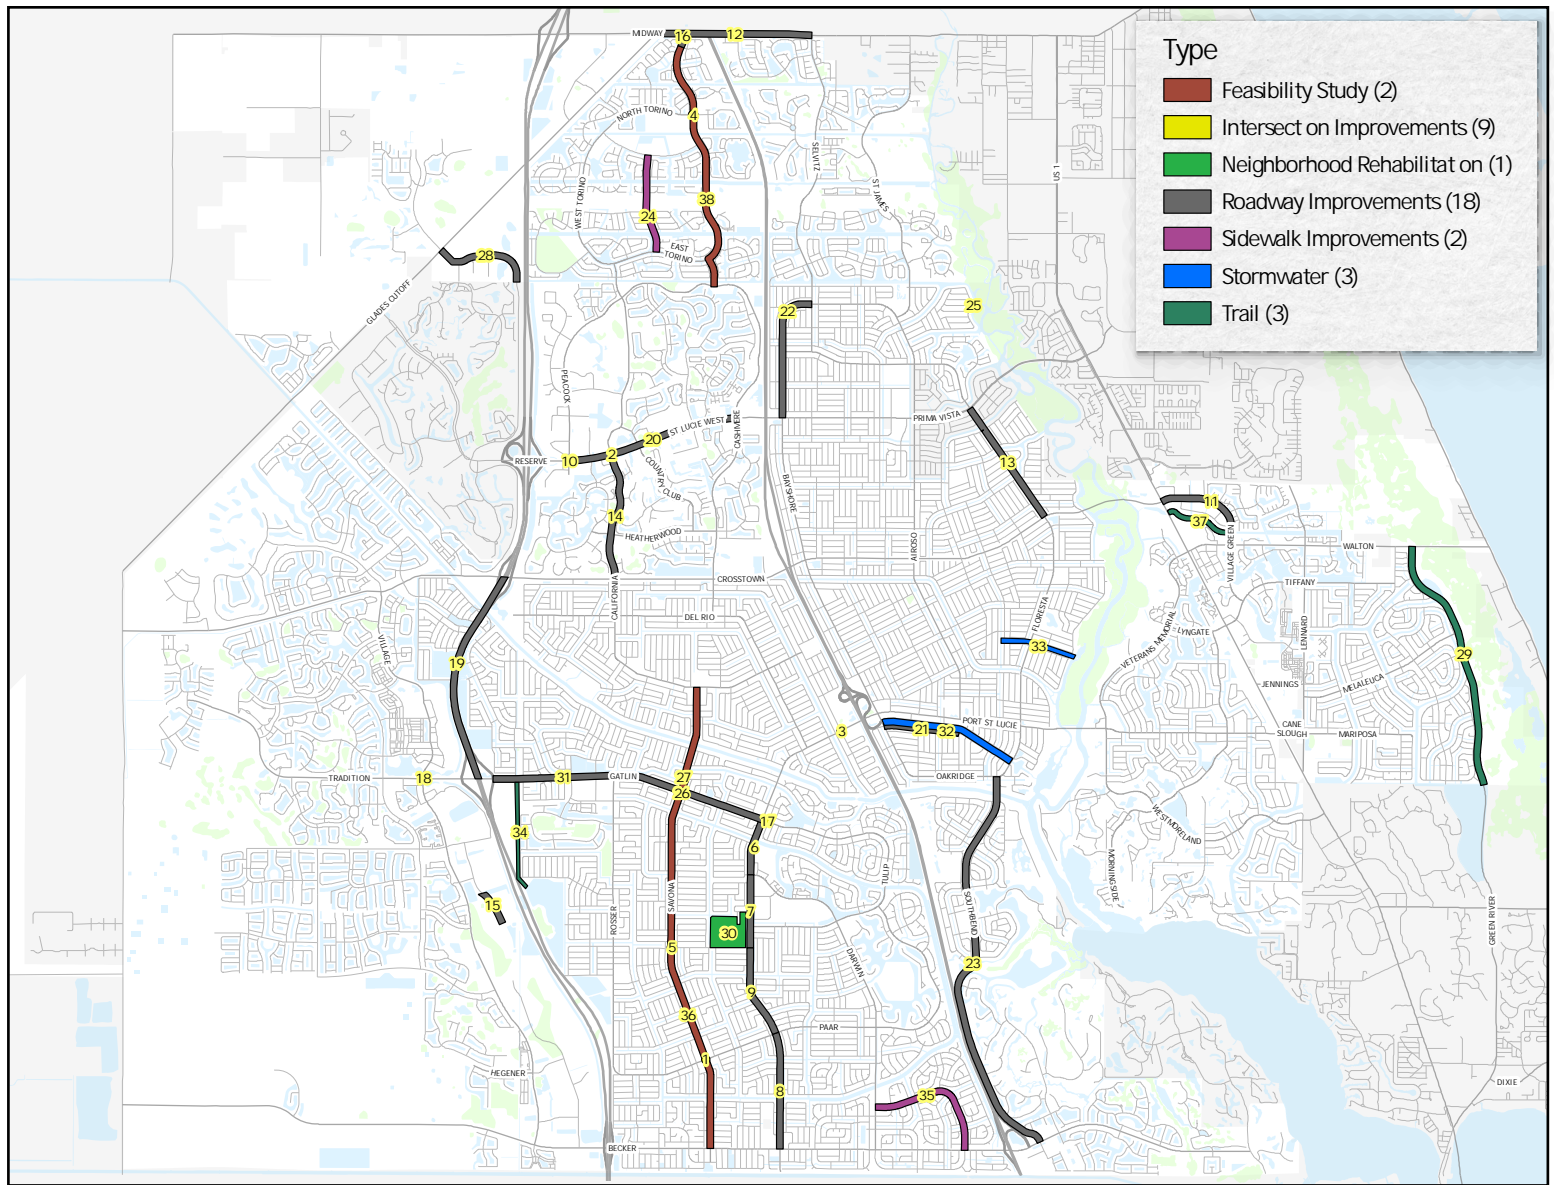 Type
Feasibility Study (2)
Intersect on Improvements (9)
Neighborhood Rehabilitat on (1)
Roadway Improvements (18)
Sidewalk Improvements (2)
Stormwater (3)
Trail (3)
MIDWAY
16
12
NORTH TORINO
4
SELVITZ
US 1
WEST TORINO
ST JAMES
38
24
EAST
TORINO
28
GLADES CUTOFF
22
25
PEACOCK
PRIMA VISTA
ST LUCIE WEST
CASHMERE
20
2
10
RESERVE
COUNTRY CLUB
13
BAYSHORE
11
37
14
HEATHERWOOD
AIROSO
VILLAGE GREEN
WALTON
CROSSTOWN
TIFFANY
CALIFORNIA
DEL RIO
FLORESTA
VILLAGE
33
VETERANS MEMORIAL
LYNGATE
LENNARD
19
29
JENNINGS
MELALEUCA
3
21
32
PORT ST LUCIE
CANE
SLOUGH
MARIPOSA
TRADITION
18
31
GATLIN
27
OAKRIDGE
26
17
34
6
WESTMORELAND
TULIP
MORNINGSIDE
SAVONA
15
ROSSER
7
30
SOUTHBEND
GREEN RIVER
5
DARWIN
23
9
36
PAAR
1
HEGENER
8
35
DIXIE
BECKER